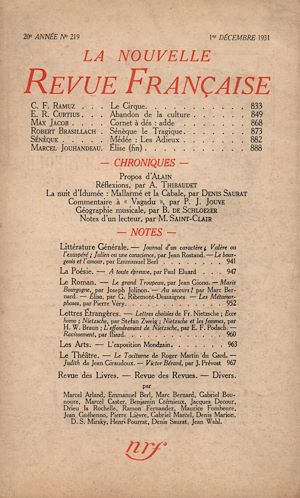 20e ANNÉE No 219 1er DÉCEMBRE 1931
LA NOUVELLE
REVUE FRANÇAISE
C. F. RAMUZ . . . Le Cirque. . . . . 833
E. R. CURTIUS . . . Abandon de la culture . . . 849
MAX JACOB . . . Cornet à dés : adde . . . 868
ROBERT BRASILLACH . . Sénèque le Tragique. . . . 873
SÉNÈQUE . . . Médée : Les Adieux . . . 882
MARCEL JOUHANDEAU. . Élise (fin) . . . . 888
— CHRONIQUES —
Propos d'ALAIN
Réflexions, par A. THIBAUDET
La nuit d'Idumée : Mallarmé et la Cabale, par DENIS SAURAT
Commentaire à « Vagadu », par P. J. JOUVE
Géographie musicale, par B. DE SCHLOEZER
Notes d'un lecteur, par M. SAINT-CLAIR
— NOTES —
Littérature Générale. — Journal d'un caractère ; Valère ou
l'exaspéré ; Julien ou une conscience, par Jean Rostand. — Le bour-
geois et l'amour, par Emmanuel Berl 941
La Poésie. — A toute épreuve, par Paul Eluard . 947
Le Roman. — Le grand Troupeau, par Jean Giono. — Marie
Bourgogne, par Joseph Jolinon. — Au secours ! par Marc Ber-
nard. — Elisa, par G. Ribemont-Dessaignes. — Les Métamor-
phoses, par Pierre Véry. 952
Lettres Étrangères. — Lettres choisies de Fr. Nietzsche ; Ecce
homo ; Nietzsche, par Stefan Zweig ; Nietzsche et les femmes, par
H. W. Braun ; L'effondrement de Nietzsche, par E. F. Podach. —
Ravissement, par 960
Les Arts. — L'exposition Mondzain. 963
Le Théâtre. — Le Taciturne de Roger Martin du Gard. —
Judith de Jean Giraudoux. — Victor Bérard, par J. Prévost 967
Revue des Livres. — Revue des Revues. — Divers.
par
Marcel Arland, Emmanuel Berl, Marc Bernard, Gabriel Bou-
noure, Marcel Caster, Benjamin Crémieux, Jacques Decour,
Drieu la Rochelle, Ramon Fernandez, Maurice Fombeure,
Jean Guéhenno, Pierre Lièvre, Gabriel Marcel, Denis Marion,
D. S. Mirsky, Henri Pourrat, Denis Saurat, Jean Wahl.
nrf